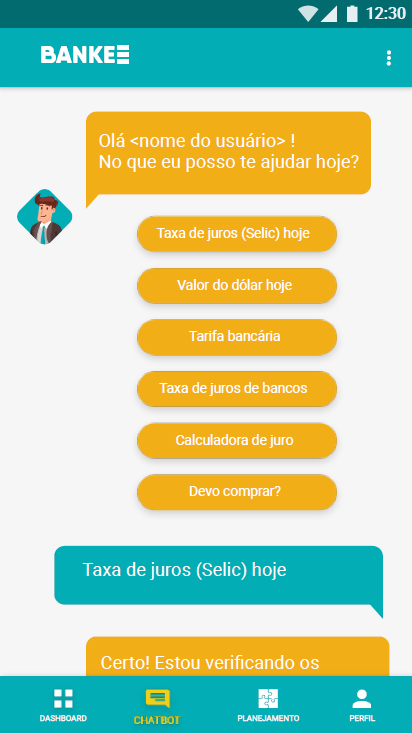 12:30
BANKEE
Olá <nome do usuário> !
No que eu posso te ajudar hoje?
Taxa de juros (Selic) hoje
Valor do dólar hoje
Tarifa bancária
Taxa de juros de bancos
Calculadora de juro
Devo comprar?
Taxa de juros (Selic) hoje
Certo! Estou verificando os
DASHBOARD
CHATBOT
PLANEJAMENTO
PERFIL